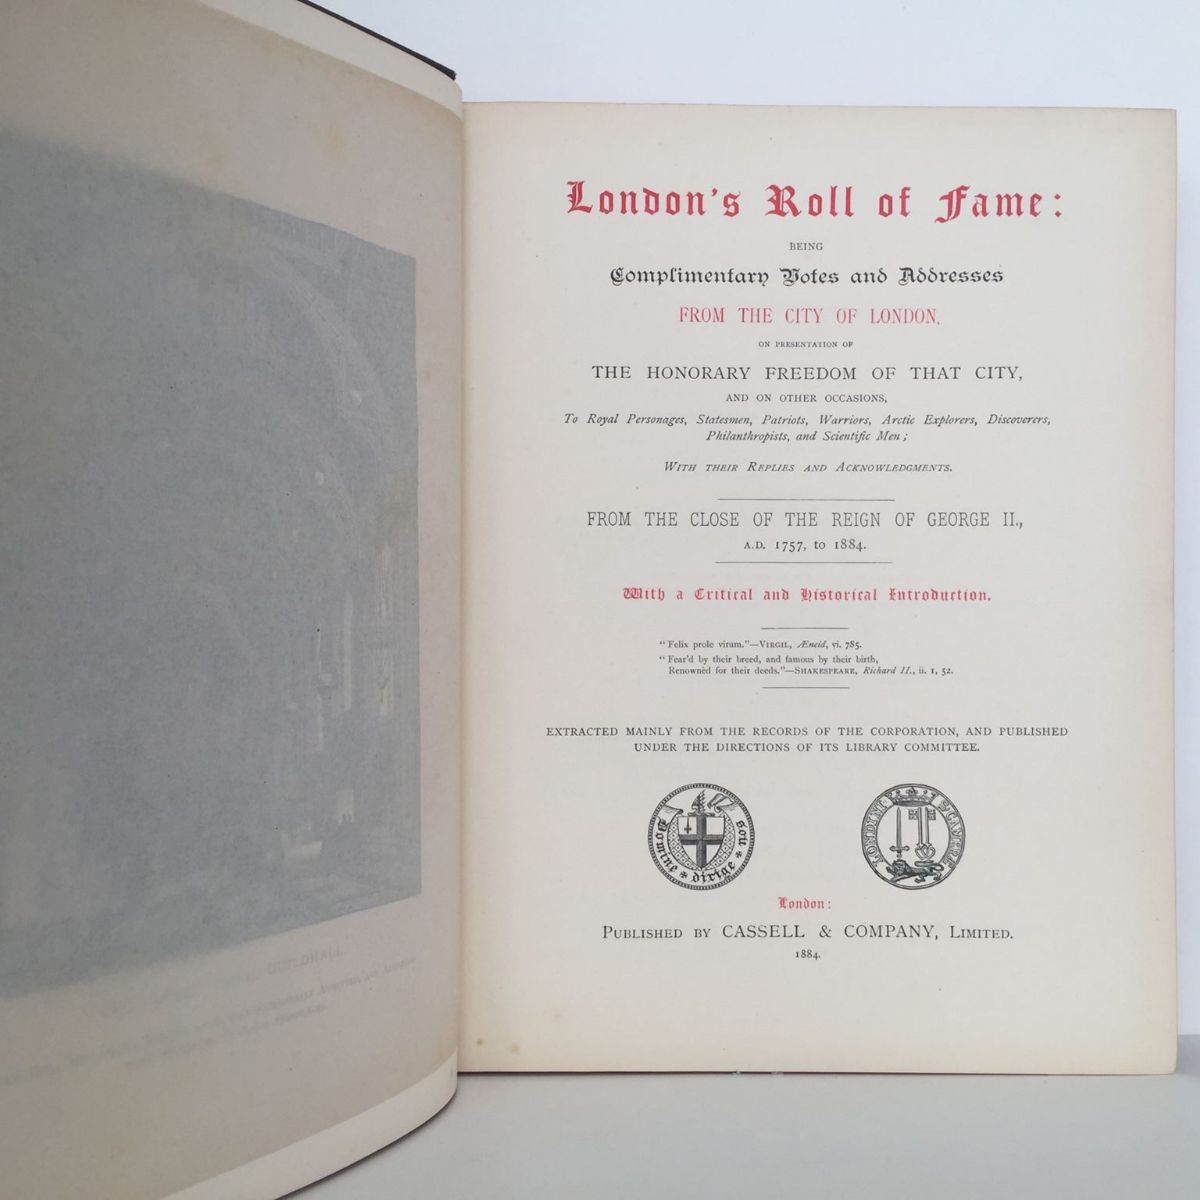 London's Roll of Fame:
BEING
Complimentary Votes and Addresses
FROM THE CITY OF LONDON,
ON PRESENTATION OF
THE HONORARY FREEDOM OF THAT CITY,
AND ON OTHER OCCASIONS,
To Royal Personages, Statesmen, Patriots, Warriors, Arctic Explorers, Discoverers,
Philanthropists, and Scientific Men;
WITH THEIR REPLIES AND ACKNOWLEDGMENTS.
FROM THE CLOSE OF THE REIGN OF GEORGE II.,
A.D. 1757, to 1884.
With a Critical and Historical Introduction.
"Felix prole virum."—VIRGIL, Æneid, vi. 785.
"Fear'd by their breed, and famous by their birth,
Renownèd for their deeds."—SHAKESPEARE, Richard II., ii. 1, 52.
EXTRACTED MAINLY FROM THE RECORDS OF THE CORPORATION, AND PUBLISHED
UNDER THE DIRECTIONS OF ITS LIBRARY COMMITTEE.
Domine dirige nos
LONDINI
London:
PUBLISHED BY CASSELL & COMPANY, LIMITED.
1884.
GUILDHALL.